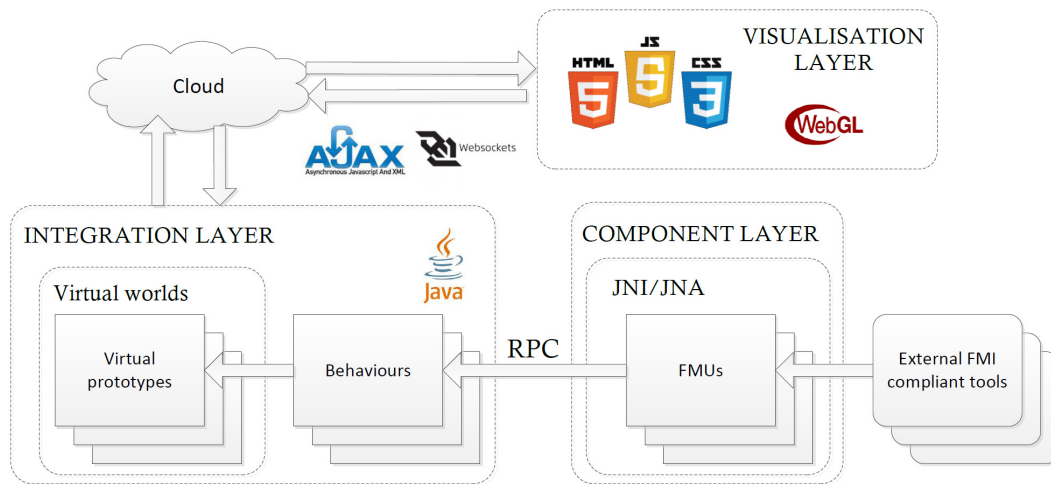 Cloud
HTML
5
JS
5
CSS
3
VISUALISATION
LAYER
WebGL
AJAX
Asynchronous Javascript And XML
Websockets
INTEGRATION LAYER
Java
Virtual worlds
Virtual
prototypes
Behaviours
RPC
COMPONENT LAYER
JNI/JNA
FMUs
External FMI
compliant tools